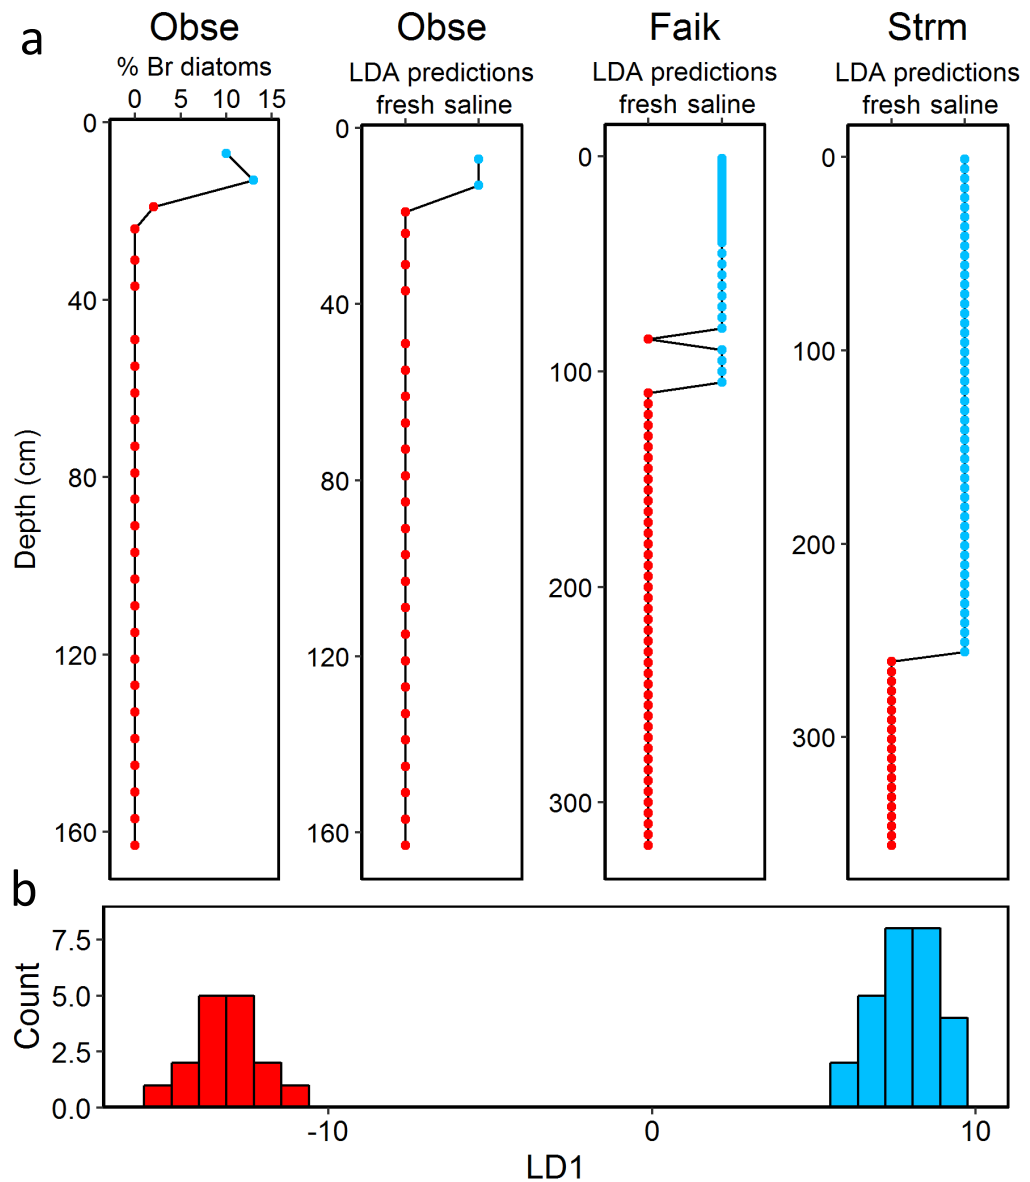 a
Obse
Obse
Faik
Strm
% Br diatoms
LDA predictions
LDA predictions
LDA predictions
0 5 10 15
fresh saline
fresh saline
fresh saline
Depth (cm)
0
40
80
120
160
0
40
80
120
160
0
100
200
300
0
100
200
300
b
Count
7.5
5.0
2.5
0.0
-10 0 10
LD1